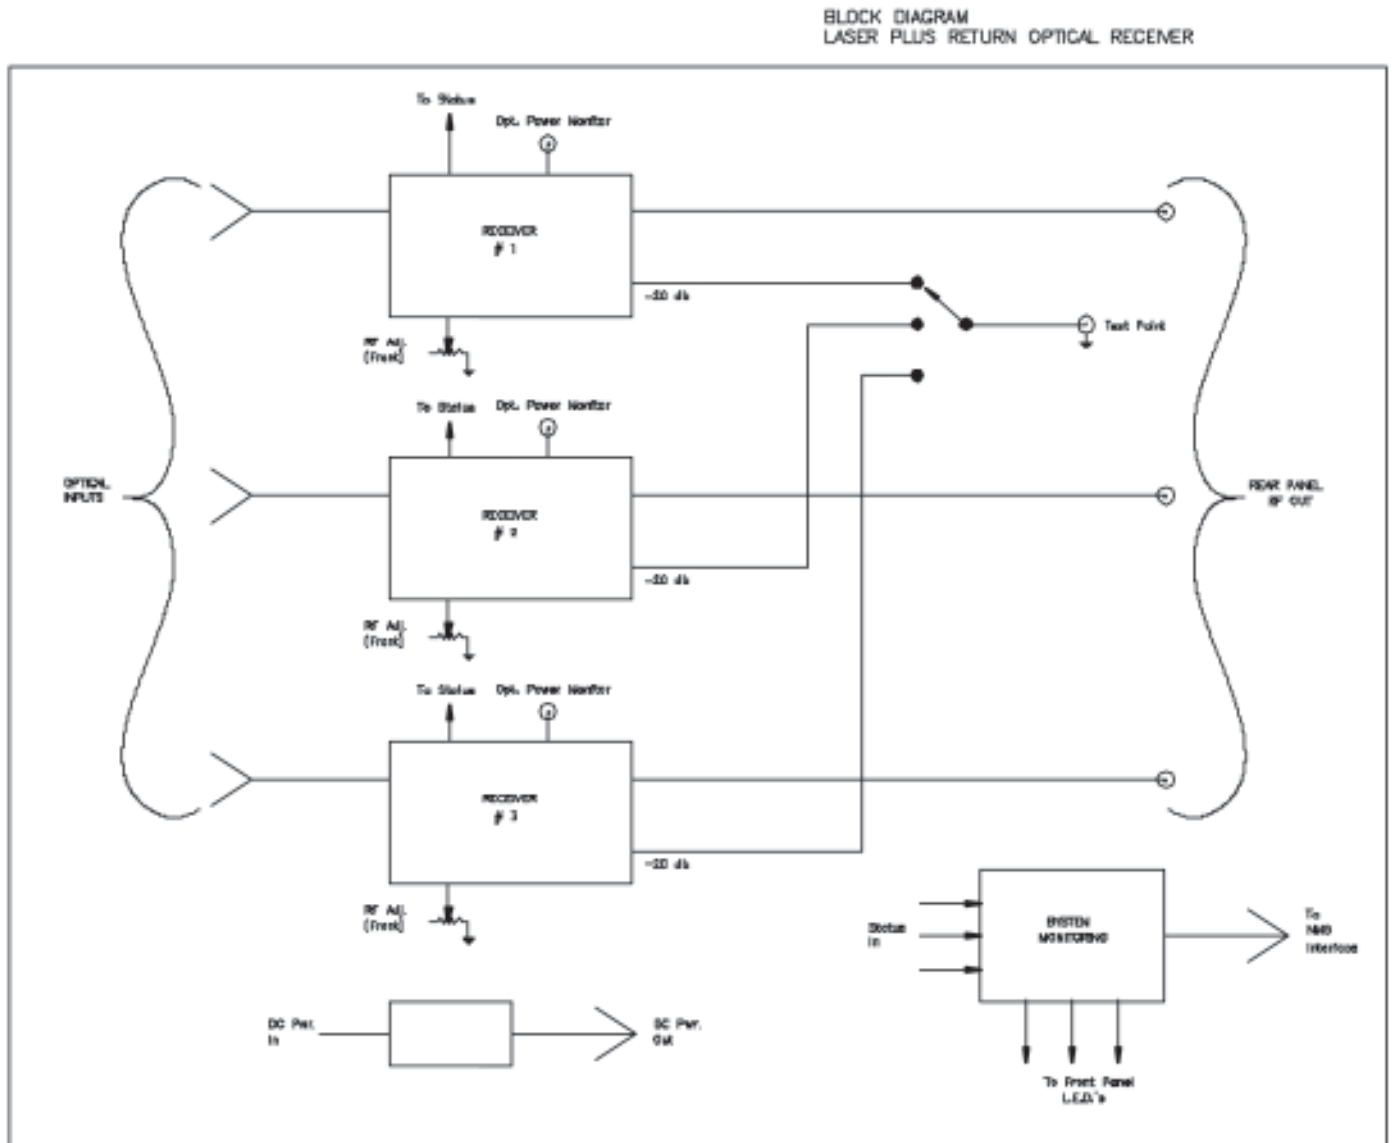 BLOCK DIAGRAM
LASER PLUS RETURN OPTICAL RECEIVER
To Status
Opt. Power Monitor
RECEIVER
# 1
-20 db
RF Adj.
(Front)
Test Point
To Status
Opt. Power Monitor
OPTICAL
INPUTS
RECEIVER
# 2
REAR PANEL
RF OUT
-20 db
RF Adj.
(Front)
To Status
Opt. Power Monitor
RECEIVER
# 3
-20 db
RF Adj.
(Front)
Status
In
SYSTEM
MONITORING
To
Interface
DC Pwr.
In
DC Pwr.
Out
To Front Panel
L.E.D.'s